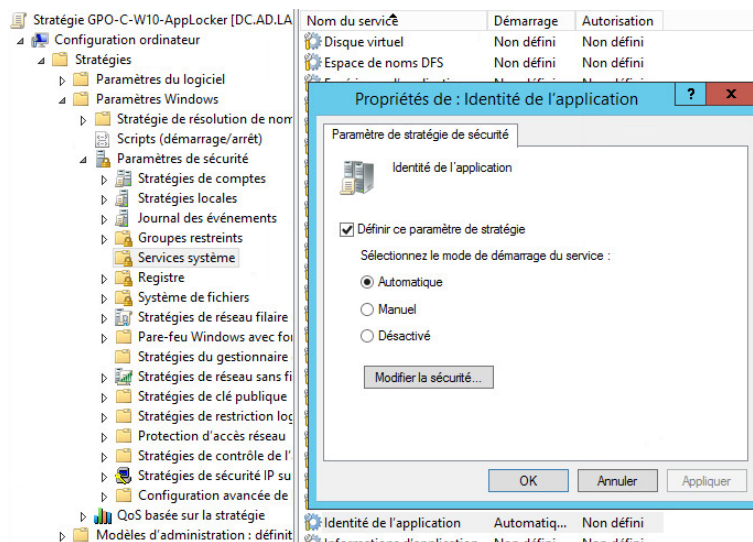 Stratégie GPO-C-W10-AppLocker [DC.AD.LA
Configuration ordinateur
Stratégies
Paramètres du logiciel
Paramètres Windows
Stratégie de résolution de nom
Scripts (démarrage/arrêt)
Paramètres de sécurité
Stratégies de comptes
Stratégies locales
Journal des événements
Groupes restreints
Services système
Registre
Système de fichiers
Stratégies de réseau filaire
Pare-feu Windows avec fon
Stratégies du gestionnaire
Stratégies de réseau sans fi
Stratégies de clé publique
Stratégies de restriction log
Protection d'accès réseau
Stratégies de contrôle de l'
Stratégies de sécurité IP su
Configuration avancée de
QoS basée sur la stratégie
Modèles d'administration : définit
Nom du service Démarrage Autorisation
Disque virtuel Non défini Non défini
Espace de noms DFS Non défini Non défini
Propriétés de : Identité de l'application ? x
Paramètre de stratégie de sécurité
Identité de l'application
Définir ce paramètre de stratégie
Sélectionnez le mode de démarrage du service :
Automatique
Manuel
Désactivé
Modifier la sécurité...
OK Annuler Appliquer
Identité de l'application Automatiq... Non défini